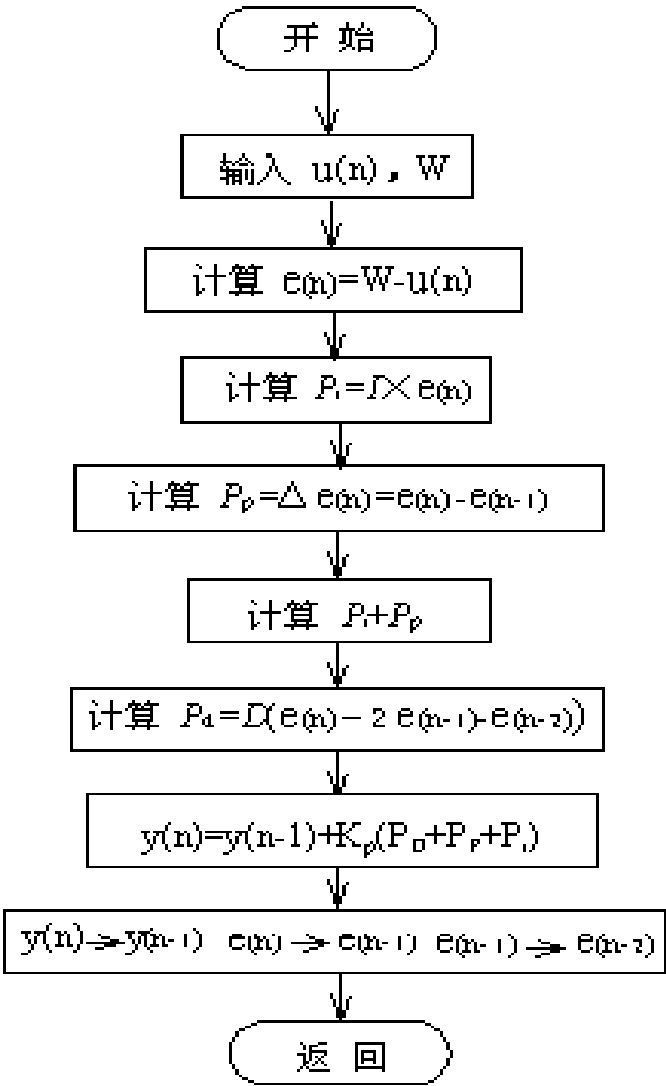 开 始
输入 u(n), W
计算 e(n)=W-u(n)
计算 Pi=I×e(n)
计算 Pp=△ e(n)=e(n)-e(n-1)
计算 Pi+Pp
计算 Pd=D(e(n)-2 e(n-1)-e(n-2))
y(n)=y(n-1)+Kp(PD+PP+Pi)
y(n)→y(n-1) e(n)→e(n-1) e(n-1)→e(n-2)
返 回